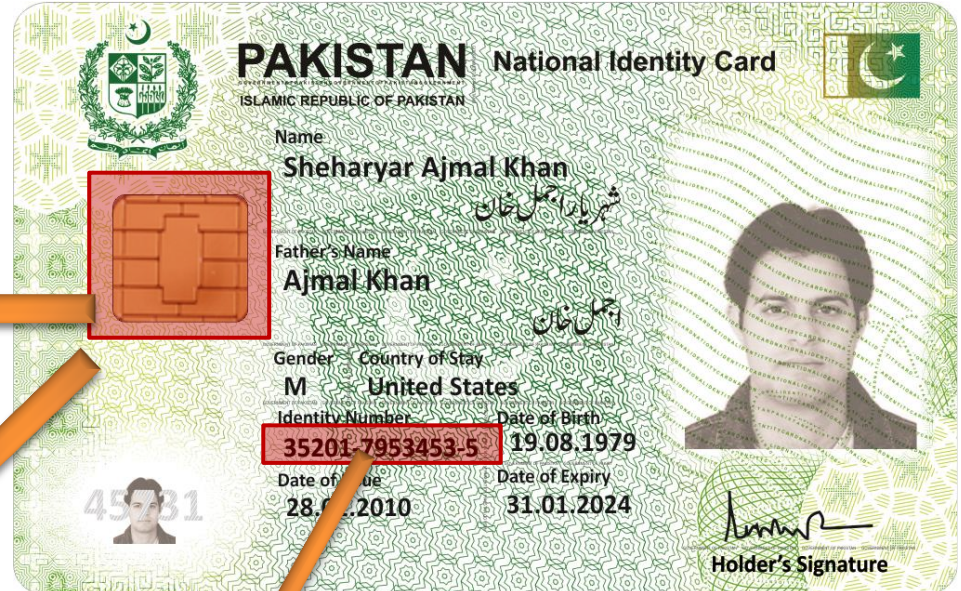 PAKISTAN National Identity Card
ISLAMIC REPUBLIC OF PAKISTAN
Name
Sheharyar Ajmal Khan
شہریار اجمل خان
Father's Name
Ajmal Khan
اجمل خان
Gender Country of Stay
M United States
Identity Number Date of Birth
35201-7953453-5 19.08.1979
Date of Date of Expiry
.2010 31.01.2024
Holder's Signature